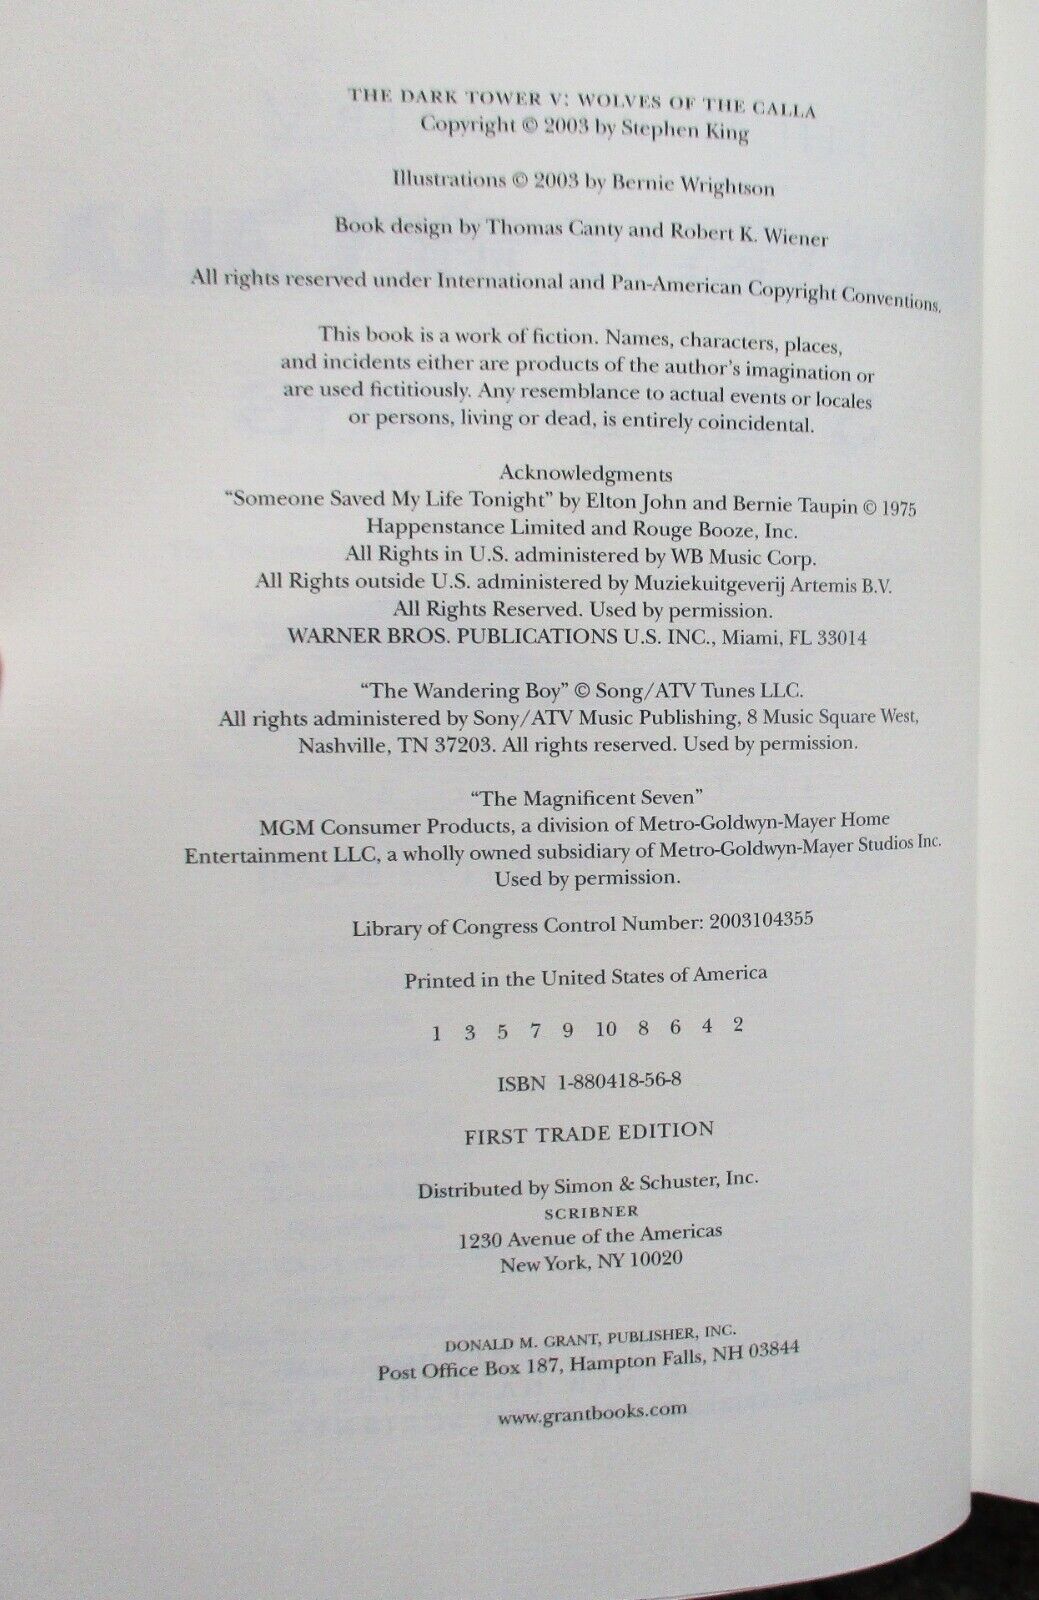 THE DARK TOWER V: WOLVES OF THE CALLA
Copyright © 2003 by Stephen King
Illustrations © 2003 by Bernie Wrightson
Book design by Thomas Canty and Robert K. Wiener
All rights reserved under International and Pan-American Copyright Conventions.
This book is a work of fiction. Names, characters, places,
and incidents either are products of the author's imagination or
are used fictitiously. Any resemblance to actual events or locales
or persons, living or dead, is entirely coincidental.
Acknowledgments
“Someone Saved My Life Tonight” by Elton John and Bernie Taupin © 1975
Happenstance Limited and Rouge Booze, Inc.
All Rights in U.S. administered by WB Music Corp.
All Rights outside U.S. administered by Muziekuitgeverij Artemis B.V.
All Rights Reserved. Used by permission.
WARNER BROS. PUBLICATIONS U.S. INC., Miami, FL 33014
“The Wandering Boy” © Song/ATV Tunes LLC.
All rights administered by Sony/ATV Music Publishing, 8 Music Square West,
Nashville, TN 37203. All rights reserved. Used by permission.
“The Magnificent Seven”
MGM Consumer Products, a division of Metro-Goldwyn-Mayer Home
Entertainment LLC, a wholly owned subsidiary of Metro-Goldwyn-Mayer Studios Inc.
Used by permission.
Library of Congress Control Number: 2003104355
Printed in the United States of America
1 3 5 7 9 10 8 6 4 2
ISBN 1-880418-56-8
FIRST TRADE EDITION
Distributed by Simon & Schuster, Inc.
SCRIBNER
1230 Avenue of the Americas
New York, NY 10020
DONALD M. GRANT, PUBLISHER, INC.
Post Office Box 187, Hampton Falls, NH 03844
www.grantbooks.com